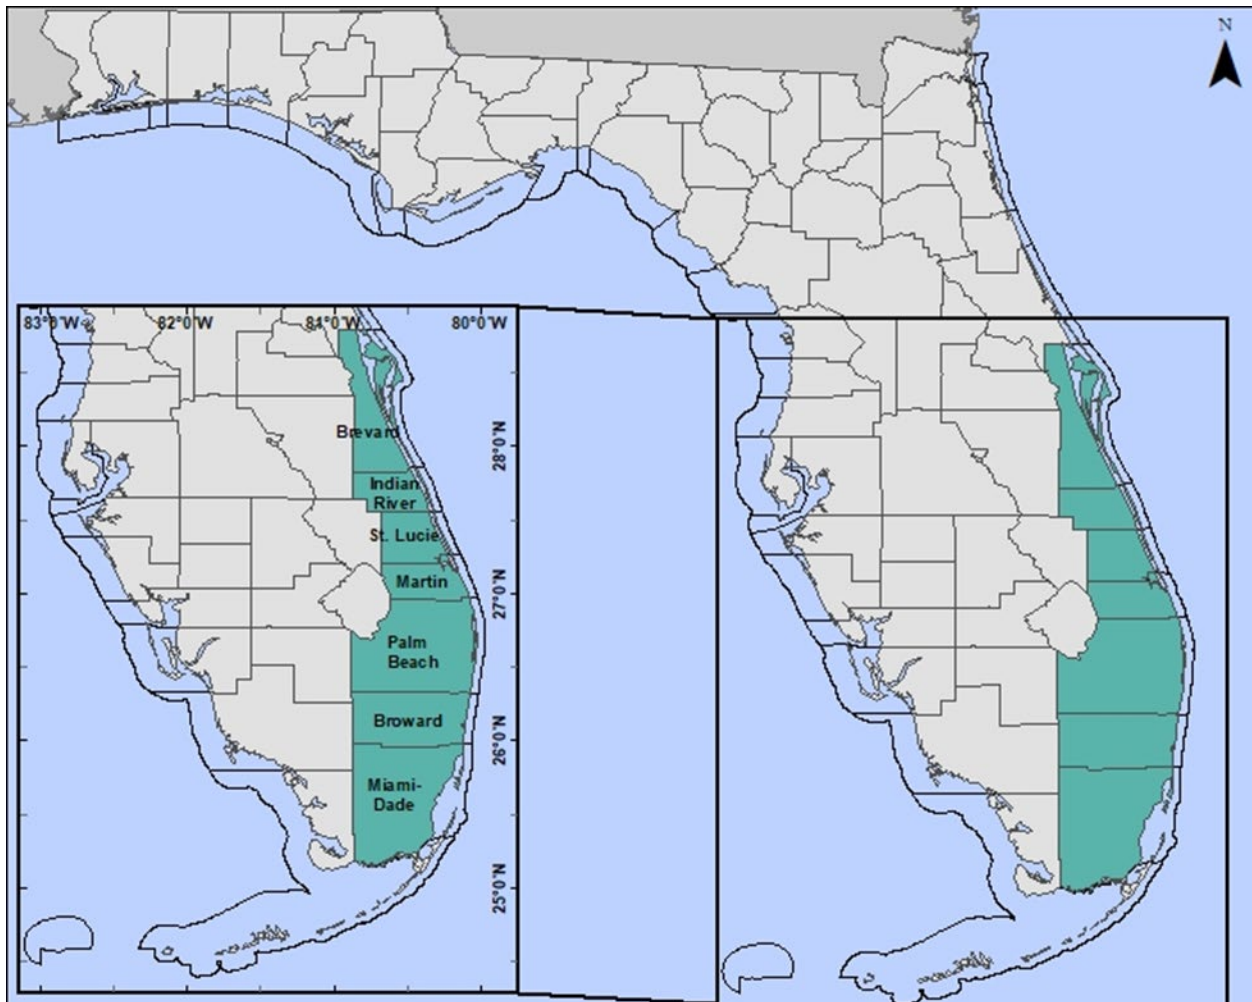 N
83°0'W 82°0'W 81°0'W 80°0'W
Brevard
28°0'N
Indian
River
St. Lucie
Martin
27°0'N
Palm
Beach
Broward
26°0'N
Miami-
Dade
25°0'N